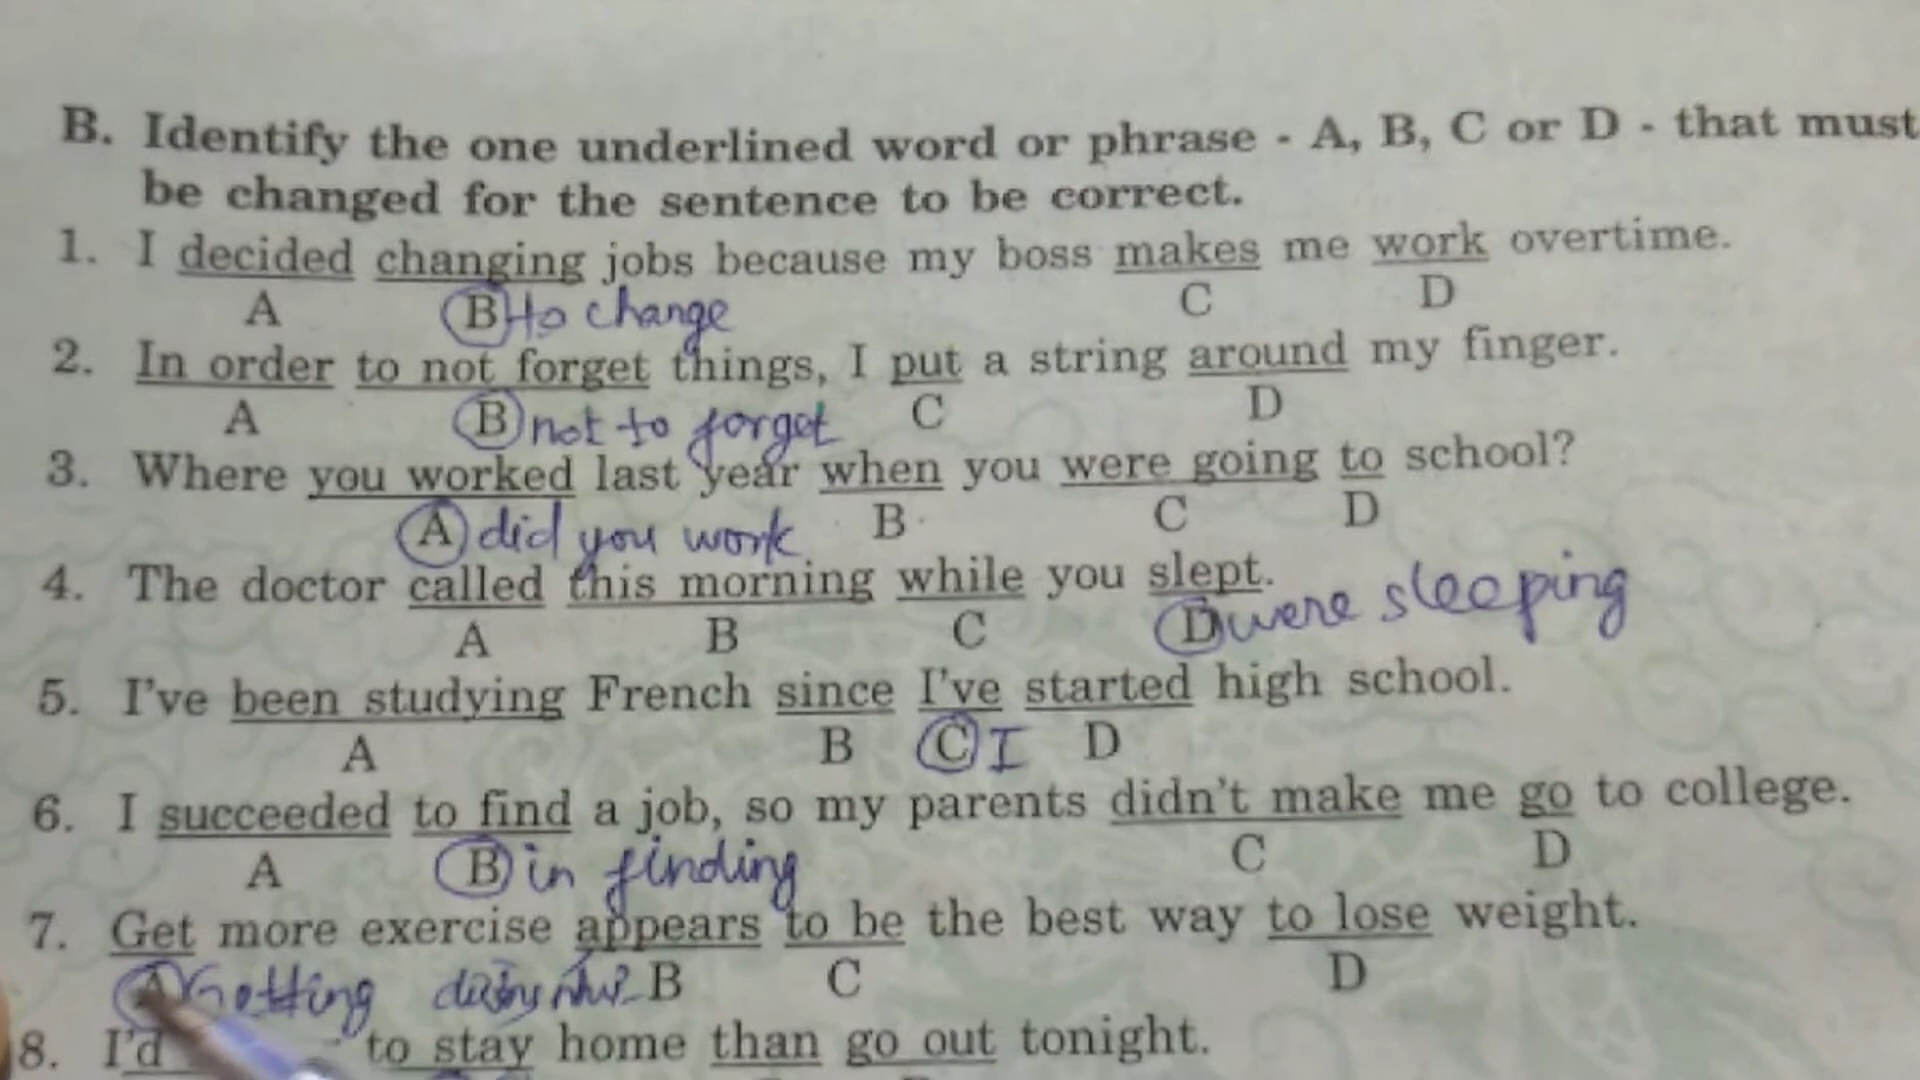 B. Identify the one underlined word or phrase - A, B, C or D - that must
be changed for the sentence to be correct.
1. I decided changing jobs because my boss makes me work overtime.
A B to change C D
2. In order to not forget things, I put a string around my finger.
A B not to forget C D
3. Where you worked last year when you were going to school?
A did you work B C D
4. The doctor called this morning while you slept.
A B C D were sleeping
5. I've been studying French since I've started high school.
A B C I D
6. I succeeded to find a job, so my parents didn't make me go to college.
A B in finding C D
7. Get more exercise appears to be the best way to lose weight.
A Getting B C D
8. I'd to stay home than go out tonight.